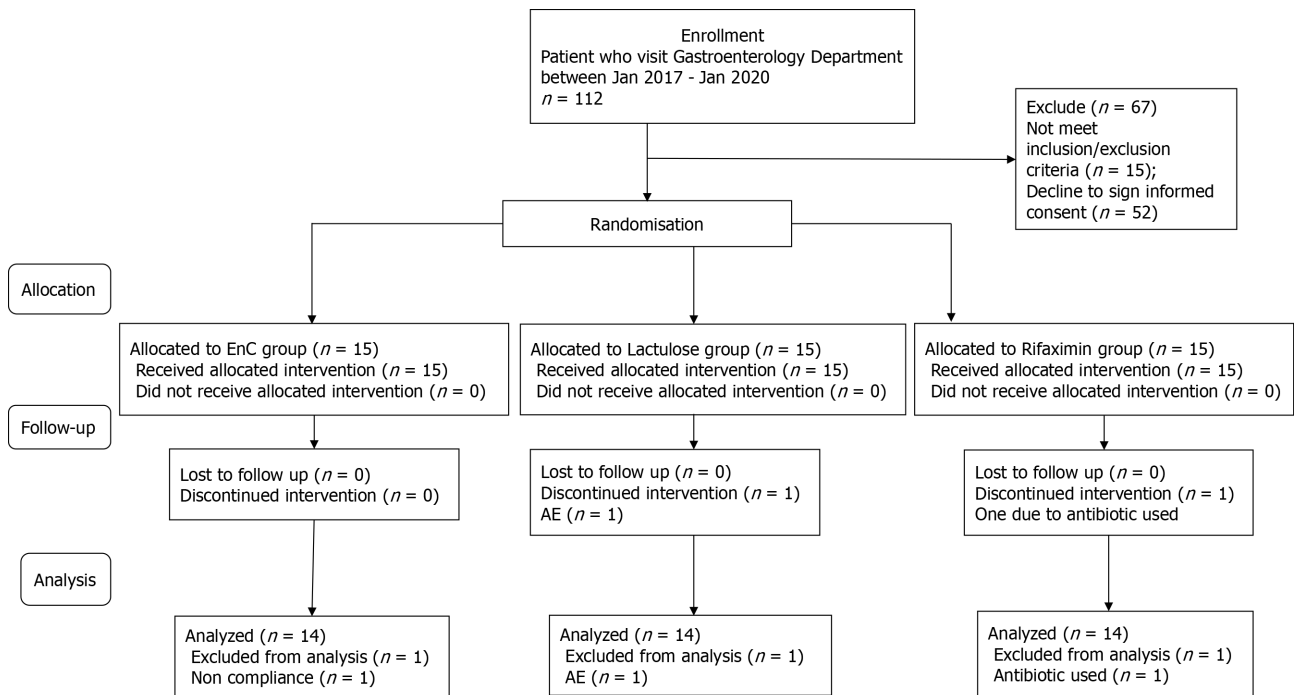 Enrollment
Patient who visit Gastroenterology Department
between Jan 2017 - Jan 2020
n = 112
Exclude (n = 67)
Not meet
inclusion/exclusion
criteria (n = 15);
Decline to sign informed
consent (n = 52)
Randomisation
Allocation
Allocated to EnC group (n = 15)
Received allocated intervention (n = 15)
Did not receive allocated intervention (n = 0)
Allocated to Lactulose group (n = 15)
Received allocated intervention (n = 15)
Did not receive allocated intervention (n = 0)
Allocated to Rifaximin group (n = 15)
Received allocated intervention (n = 15)
Did not receive allocated intervention (n = 0)
Follow-up
Lost to follow up (n = 0)
Discontinued intervention (n = 0)
Lost to follow up (n = 0)
Discontinued intervention (n = 1)
AE (n = 1)
Lost to follow up (n = 0)
Discontinued intervention (n = 1)
One due to antibiotic used
Analysis
Analyzed (n = 14)
Excluded from analysis (n = 1)
Non compliance (n = 1)
Analyzed (n = 14)
Excluded from analysis (n = 1)
AE (n = 1)
Analyzed (n = 14)
Excluded from analysis (n = 1)
Antibiotic used (n = 1)